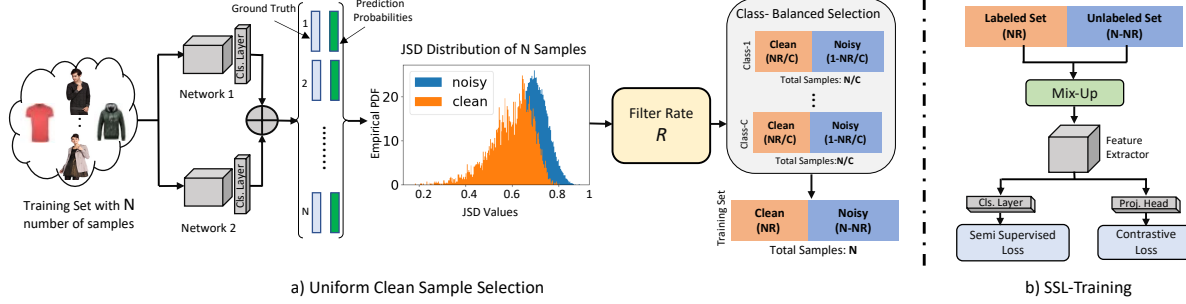 Ground Truth
Prediction
Probabilities
Cls. Layer
Network 1
Training Set with N
number of samples
Cls. Layer
Network 2
1
2
N
JSD Distribution of N Samples
noisy
clean
Empirical PDF
20
10
0
0.2
0.4
0.6
0.8
1
JSD Values
Filter Rate
R
Class- Balanced Selection
Class-1
Clean
(NR/C)
Noisy
(1-NR/C)
Total Samples: N/C
Class-C
Clean
(NR/C)
Noisy
(1-NR/C)
Total Samples:N/C
Training Set
Clean
(NR)
Noisy
(N-NR)
Total Samples: N
a) Uniform Clean Sample Selection
Labeled Set
(NR)
Unlabeled Set
(N-NR)
Mix-Up
Feature
Extractor
Cls. Layer
Proj. Head
Semi Supervised
Loss
Contrastive
Loss
b) SSL-Training